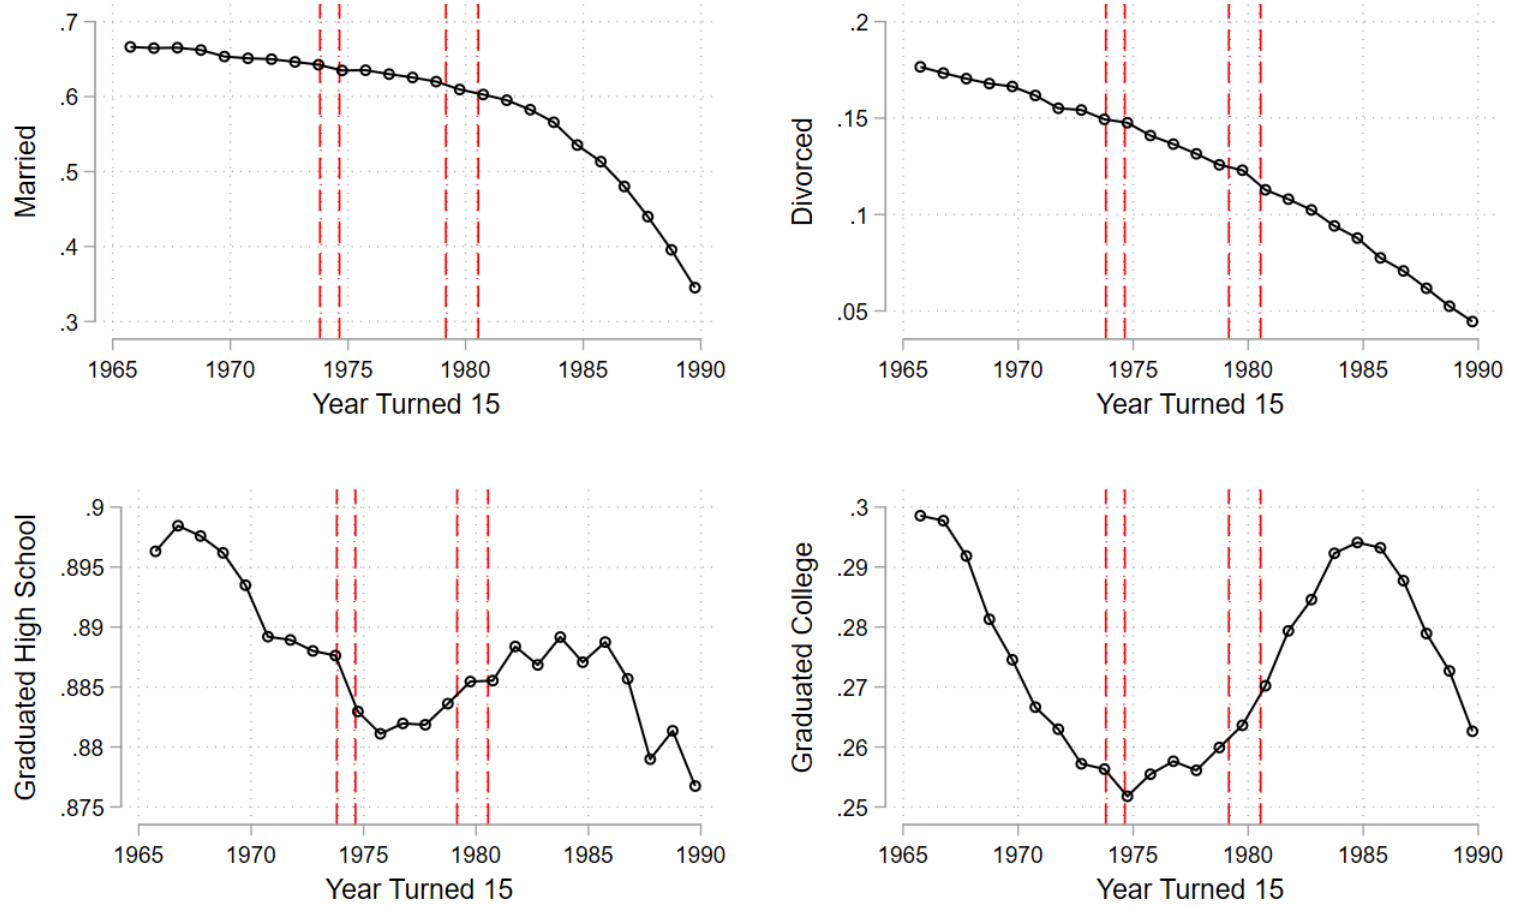 Married
.7
.6
.5
.4
.3
1965 1970 1975 1980 1985 1990
Year Turned 15
Divorced
.2
.15
.1
.05
1965 1970 1975 1980 1985 1990
Year Turned 15
Graduated High School
.9
.895
.89
.885
.88
.875
1965 1970 1975 1980 1985 1990
Year Turned 15
Graduated College
.3
.29
.28
.27
.26
.25
1965 1970 1975 1980 1985 1990
Year Turned 15